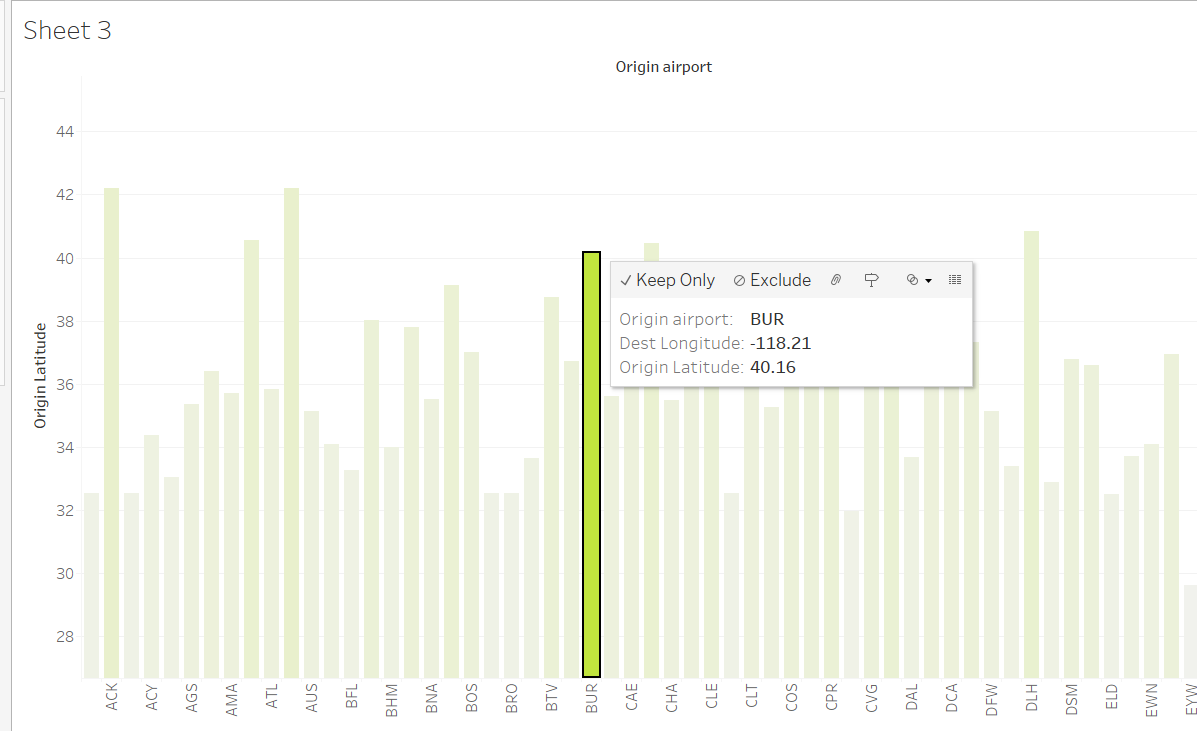 Sheet 3
Origin airport
Origin Latitude
44
42
40
38
36
34
32
30
28
Keep Only Exclude
Origin airport: BUR
Dest Longitude: -118.21
Origin Latitude: 40.16
ACK ACY AGS AMA ATL AUS BFL BHM BNA BOS BRO BTV BUR CAE CHA CLE CLT COS CPR CVG DAL DCA DFW DLH DSM ELD EWN EYW